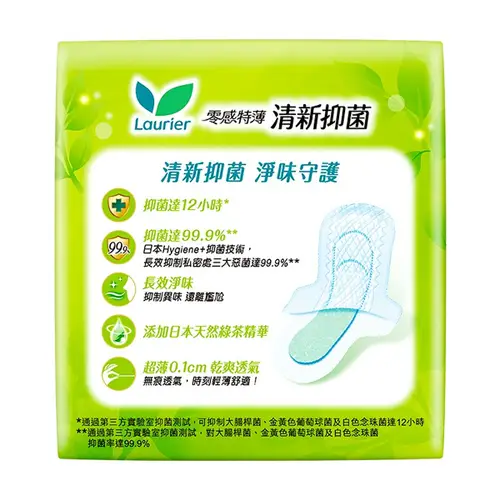 Laurier 零感特薄 清新抑菌
清新抑菌 淨味守護
抑菌達12小時*
99.9%
抑菌達99.9%**
日本Hygiene+抑菌技術，
長效抑制私密處三大惡菌達99.9%**
長效淨味
抑制異味 遠離尷尬
添加日本天然綠茶精華
超薄0.1cm 乾爽透氣
無痕透氣，時刻輕薄舒適！
*通過第三方實驗室抑菌測試，可抑制大腸桿菌、金黃色葡萄球菌及白色念珠菌達12小時
**通過第三方實驗室抑菌測試，對大腸桿菌、金黃色葡萄球菌及白色念珠菌
抑菌率達99.9%